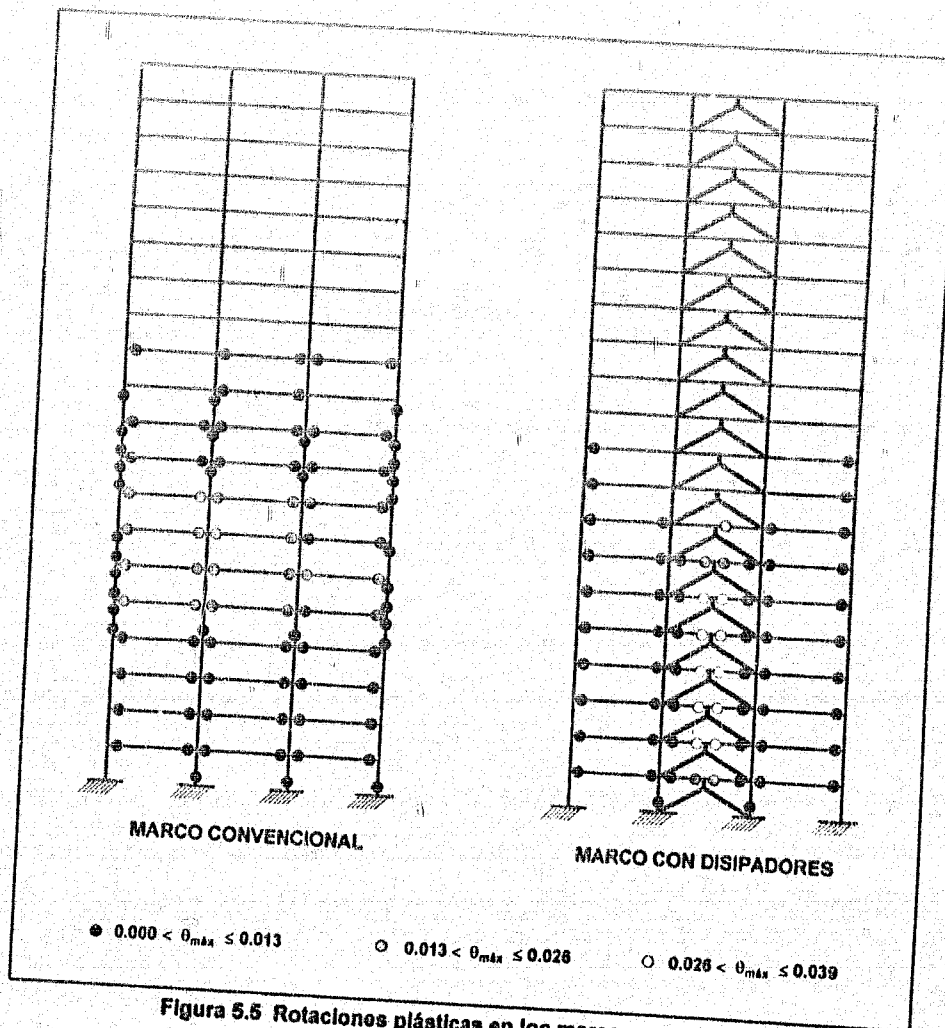 MARCO CONVENCIONAL
MARCO CON DISIPADORES
0.000 < θmáx ≤ 0.013
0.013 < θmáx ≤ 0.026
0.026 < θmáx ≤ 0.039
Figura 5.5 Rotaciones plásticas en los